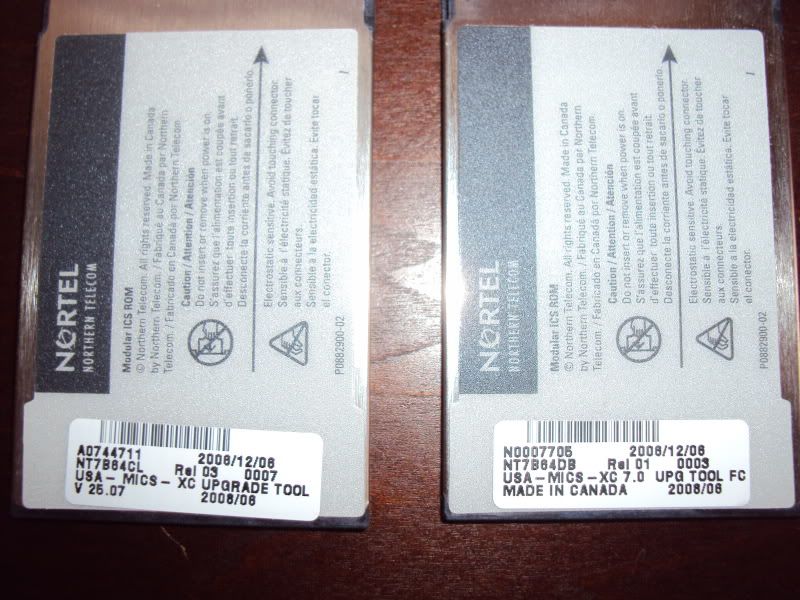 NORTEL
NORTHERN TELECOM
Modular ICS ROM
© Northern Telecom. All rights reserved. Made in Canada
by Northern Telecom. / Fabriqué au Canada par Northern
Telecom. / Fabricado en Canadá por Northern Telecom
Caution / Attention / Atención
Do not insert or remove when power is on.
S'assurez que l'alimentation est coupée avant
d'effectuer toute insertion ou tout retrait.
Desconecte la corriente antes de sacarlo o ponerlo.
Electrostatic sensitive. Avoid touching connector.
Sensible à l'électricité statique. Évitez de toucher
aux connecteurs.
Sensible a la electricidad estática. Evite tocar
el conector.
P0882900-02
A0744711 2006/12/06
NT7B64CL Rel 03 0007
USA - MICS - XC UPGRADE TOOL
V 25.07 2006/06
NORTEL
NORTHERN TELECOM
Modular ICS ROM
© Northern Telecom. All rights reserved. Made in Canada
by Northern Telecom. / Fabriqué au Canada par Northern
Telecom. / Fabricado en Canadá por Northern Telecom.
Caution / Attention / Atención
Do not insert or remove when power is on.
S'assurez que l'alimentation est coupée avant
d'effectuer toute insertion ou tout retrait.
Desconecte la corriente antes de sacarlo o ponerlo.
Electrostatic sensitive. Avoid touching connector.
Sensible à l'électricité statique. Évitez de toucher
aux connecteurs.
Sensible a la electricidad estática. Evite tocar
el conector.
P0882900-02
N0007705 2006/12/06
NT7B64DB Rel 01 0003
USA - MICS - XC 7.0 UPG TOOL FC
MADE IN CANADA 2006/06